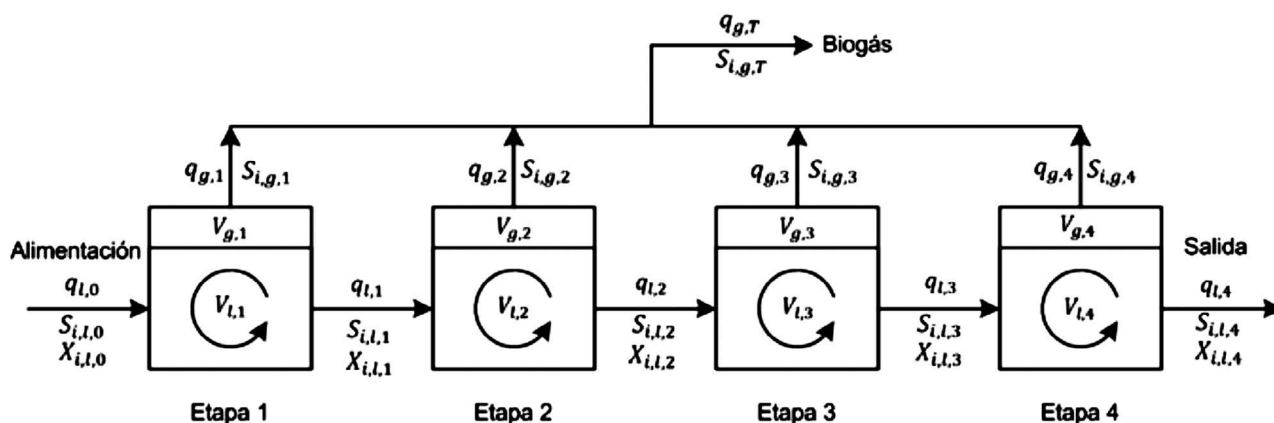 q_{g,T}
Biogás
S_{i,g,T}
q_{g,1} S_{i,g,1} q_{g,2} S_{i,g,2} q_{g,3} S_{i,g,3} q_{g,4} S_{i,g,4}
V_{g,1} V_{g,2} V_{g,3} V_{g,4}
Alimentación Salida
q_{l,0} q_{l,1} q_{l,2} q_{l,3} q_{l,4}
V_{l,1} V_{l,2} V_{l,3} V_{l,4}
S_{i,l,0} S_{i,l,1} S_{i,l,2} S_{i,l,3} S_{i,l,4}
X_{i,l,0} X_{i,l,1} X_{i,l,2} X_{i,l,3} X_{i,l,4}
Etapa 1 Etapa 2 Etapa 3 Etapa 4